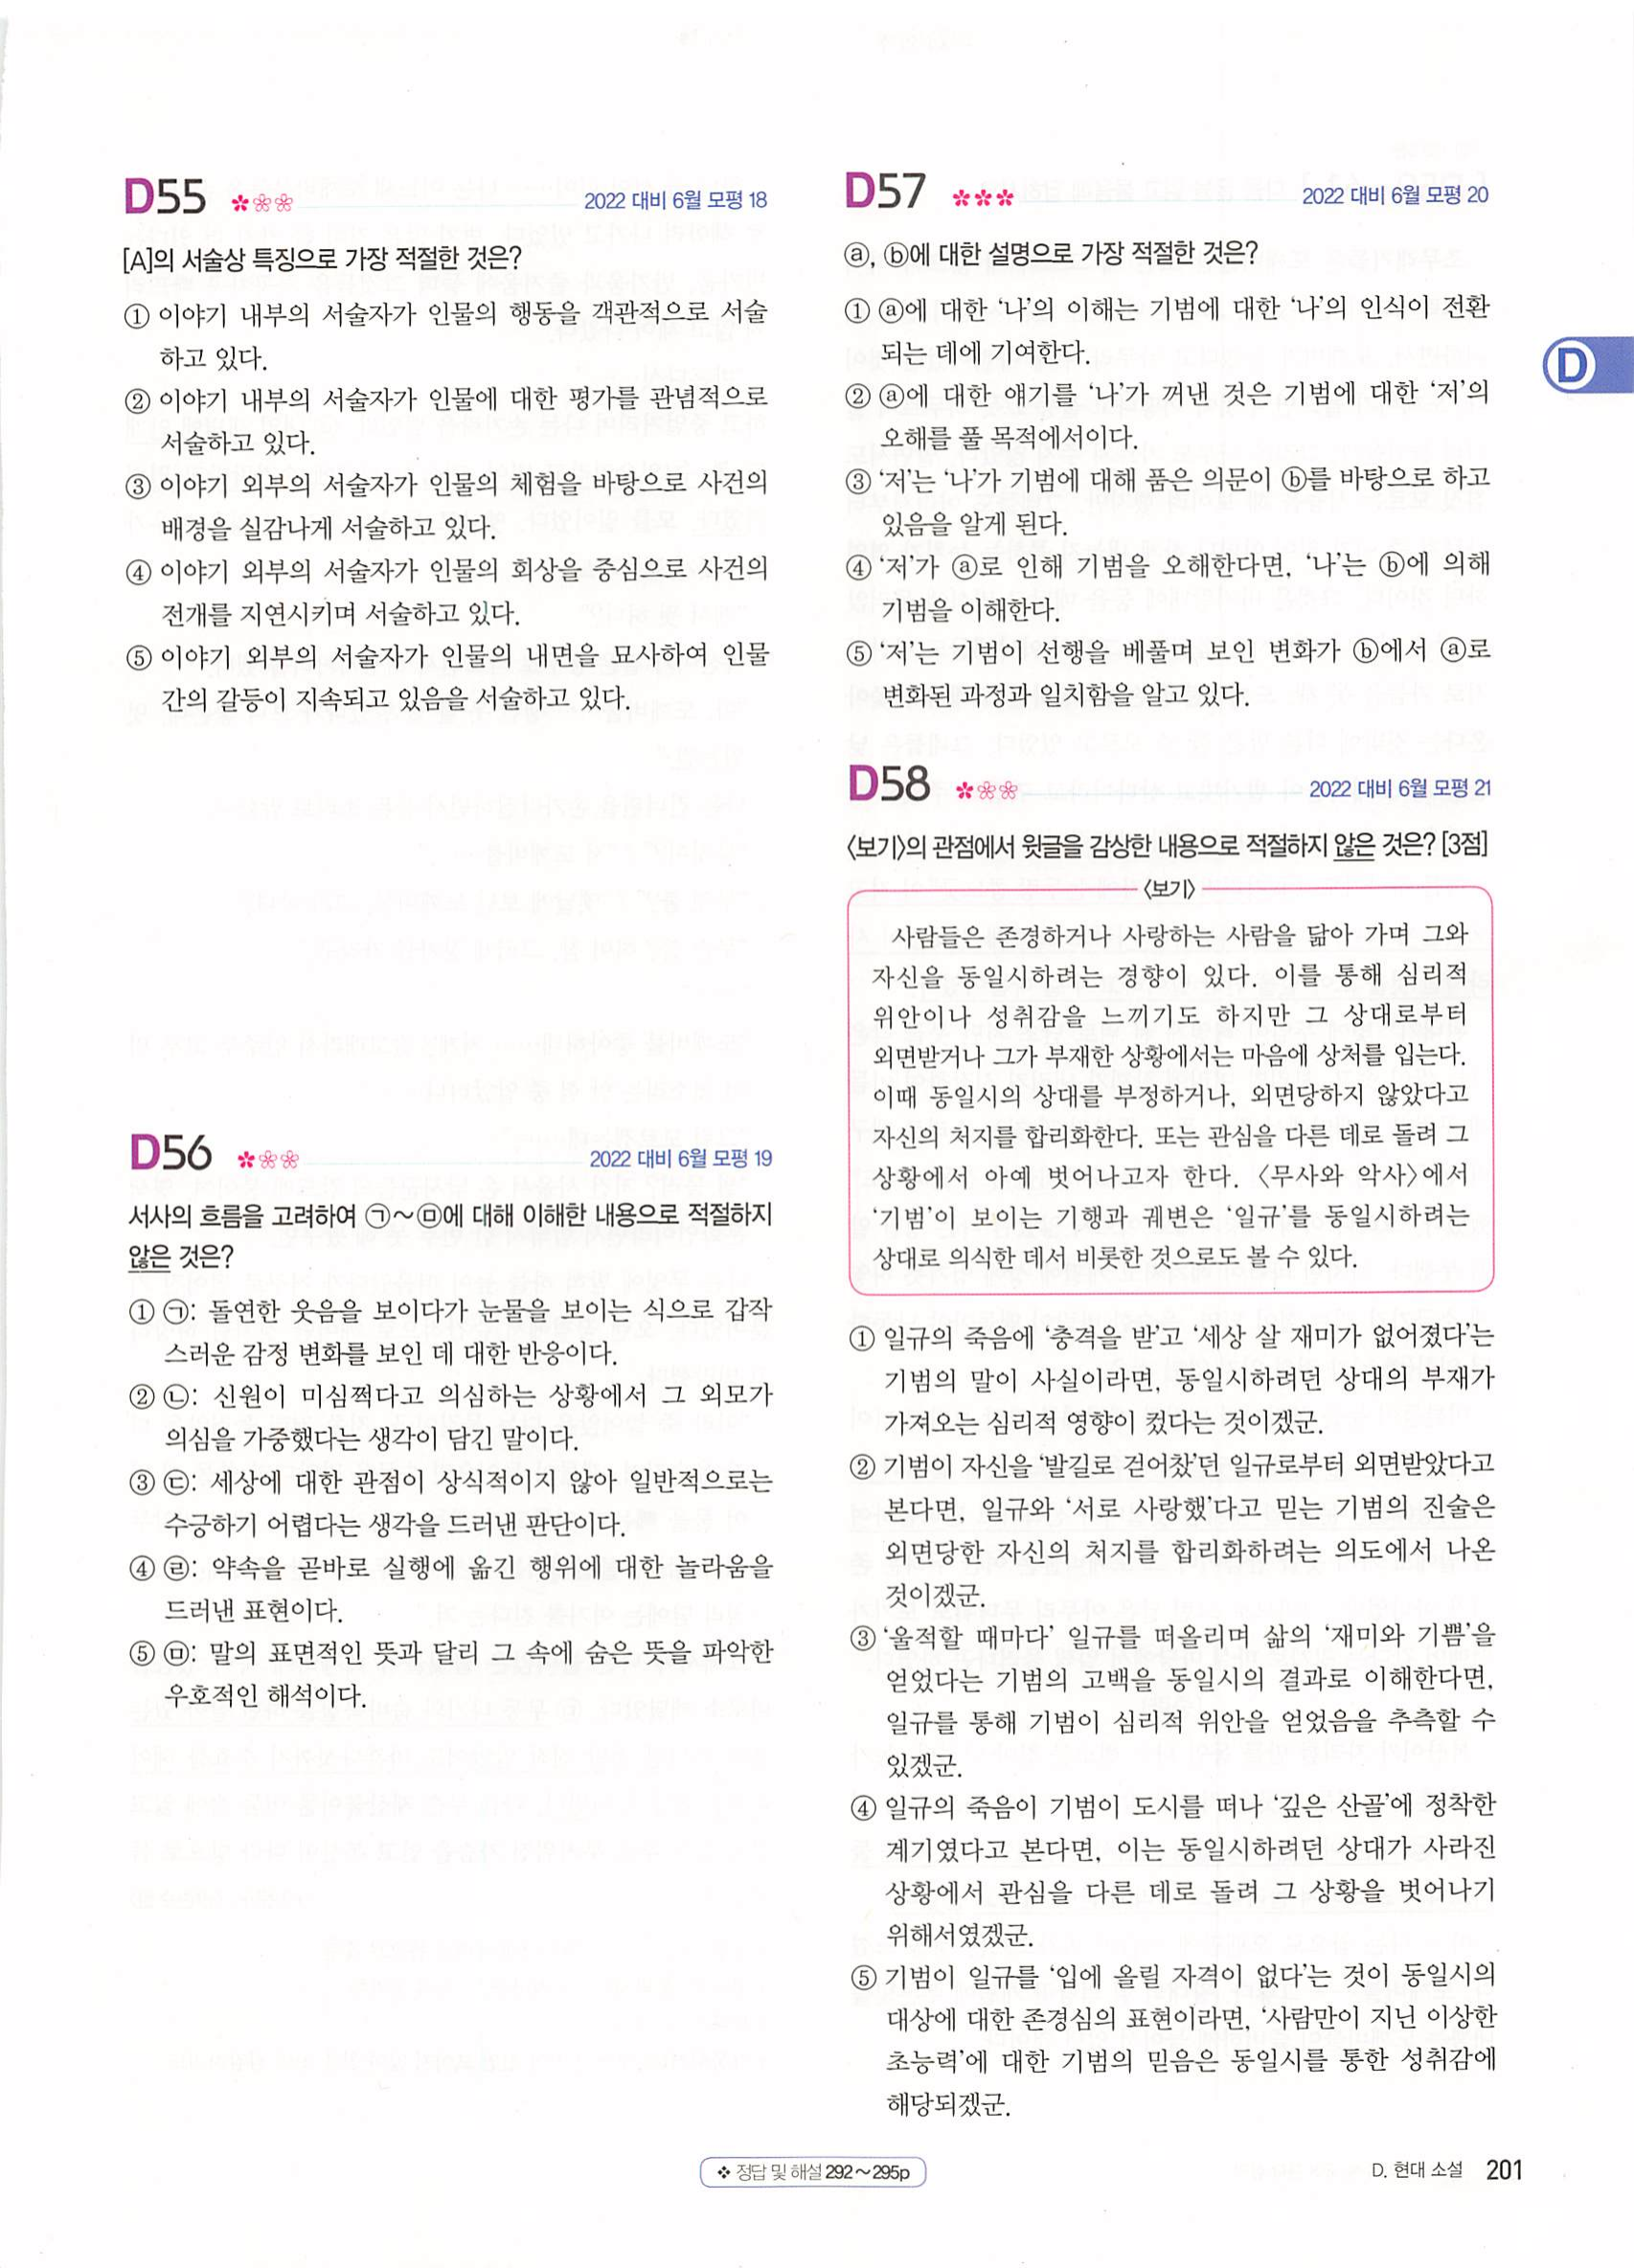 D55 2022 대비 6월 모평 18
[A]의 서술상 특징으로 가장 적절한 것은?
① 이야기 내부의 서술자가 인물의 행동을 객관적으로 서술
하고 있다.
② 이야기 내부의 서술자가 인물에 대한 평가를 관념적으로
서술하고 있다.
③ 이야기 외부의 서술자가 인물의 체험을 바탕으로 사건의
배경을 실감나게 서술하고 있다.
④ 이야기 외부의 서술자가 인물의 회상을 중심으로 사건의
전개를 지연시키며 서술하고 있다.
⑤ 이야기 외부의 서술자가 인물의 내면을 묘사하여 인물
간의 갈등이 지속되고 있음을 서술하고 있다.
D56 2022 대비 6월 모평 19
서사의 흐름을 고려하여 ㉠~㉤에 대해 이해한 내용으로 적절하지
않은 것은?
① ㉠: 돌연한 웃음을 보이다가 눈물을 보이는 식으로 갑작
스러운 감정 변화를 보인 데 대한 반응이다.
② ㉡: 신원이 미심쩍다고 의심하는 상황에서 그 외모가
의심을 가중했다는 생각이 담긴 말이다.
③ ㉢: 세상에 대한 관점이 상식적이지 않아 일반적으로는
수긍하기 어렵다는 생각을 드러낸 판단이다.
④ ㉣: 약속을 곧바로 실행에 옮긴 행위에 대한 놀라움을
드러낸 표현이다.
⑤ ㉤: 말의 표면적인 뜻과 달리 그 속에 숨은 뜻을 파악한
우호적인 해석이다.
D57 2022 대비 6월 모평 20
ⓐ, ⓑ에 대한 설명으로 가장 적절한 것은?
① ⓐ에 대한 ‘나’의 이해는 기범에 대한 ‘나’의 인식이 전환
되는 데에 기여한다.
② ⓐ에 대한 얘기를 ‘나’가 꺼낸 것은 기범에 대한 ‘저’의
오해를 풀 목적에서이다.
③ ‘저’는 ‘나’가 기범에 대해 품은 의문이 ⓑ를 바탕으로 하고
있음을 알게 된다.
④ ‘저’가 ⓐ로 인해 기범을 오해한다면, ‘나’는 ⓑ에 의해
기범을 이해한다.
⑤ ‘저’는 기범이 선행을 베풀며 보인 변화가 ⓑ에서 ⓐ로
변화된 과정과 일치함을 알고 있다.
D
D58 2022 대비 6월 모평 21
〈보기〉의 관점에서 윗글을 감상한 내용으로 적절하지 않은 것은? [3점]
〈보기〉
사람들은 존경하거나 사랑하는 사람을 닮아 가며 그와
자신을 동일시하려는 경향이 있다. 이를 통해 심리적
위안이나 성취감을 느끼기도 하지만 그 상대로부터
외면받거나 그가 부재한 상황에서는 마음에 상처를 입는다.
이때 동일시의 상대를 부정하거나, 외면당하지 않았다고
자신의 처지를 합리화한다. 또는 관심을 다른 데로 돌려 그
상황에서 아예 벗어나고자 한다. 〈무사와 악사〉에서
‘기범’이 보이는 기행과 궤변은 ‘일규’를 동일시하려는
상대로 의식한 데서 비롯한 것으로도 볼 수 있다.
① 일규의 죽음에 ‘충격을 받’고 ‘세상 살 재미가 없어졌다’는
기범의 말이 사실이라면, 동일시하려던 상대의 부재가
가져오는 심리적 영향이 컸다는 것이겠군.
② 기범이 자신을 ‘발길로 걷어찼’던 일규로부터 외면받았다고
본다면, 일규와 ‘서로 사랑했’다고 믿는 기범의 진술은
외면당한 자신의 처지를 합리화하려는 의도에서 나온
것이겠군.
③ ‘울적할 때마다’ 일규를 떠올리며 삶의 ‘재미와 기쁨’을
얻었다는 기범의 고백을 동일시의 결과로 이해한다면,
일규를 통해 기범이 심리적 위안을 얻었음을 추측할 수
있겠군.
④ 일규의 죽음이 기범이 도시를 떠나 ‘깊은 산골’에 정착한
계기였다고 본다면, 이는 동일시하려던 상대가 사라진
상황에서 관심을 다른 데로 돌려 그 상황을 벗어나기
위해서였겠군.
⑤ 기범이 일규를 ‘입에 올릴 자격이 없다’는 것이 동일시의
대상에 대한 존경심의 표현이라면, ‘사람만이 지닌 이상한
초능력’에 대한 기범의 믿음은 동일시를 통한 성취감에
해당되겠군.
❖ 정답 및 해설 292~295p
D. 현대 소설 201